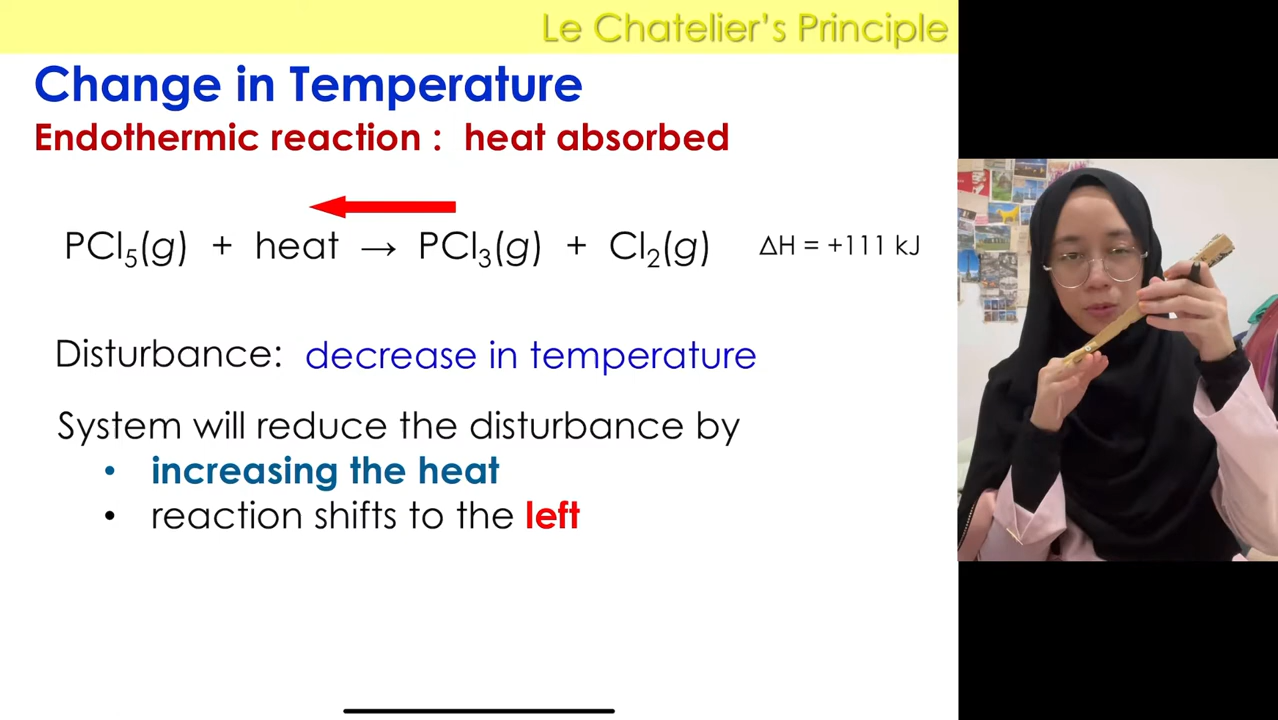 Le Chatelier's Principle
Change in Temperature
Endothermic reaction : heat absorbed
PCl₅(g) + heat → PCl₃(g) + Cl₂(g) ΔH = +111 kJ
Disturbance: decrease in temperature
System will reduce the disturbance by
• increasing the heat
• reaction shifts to the left